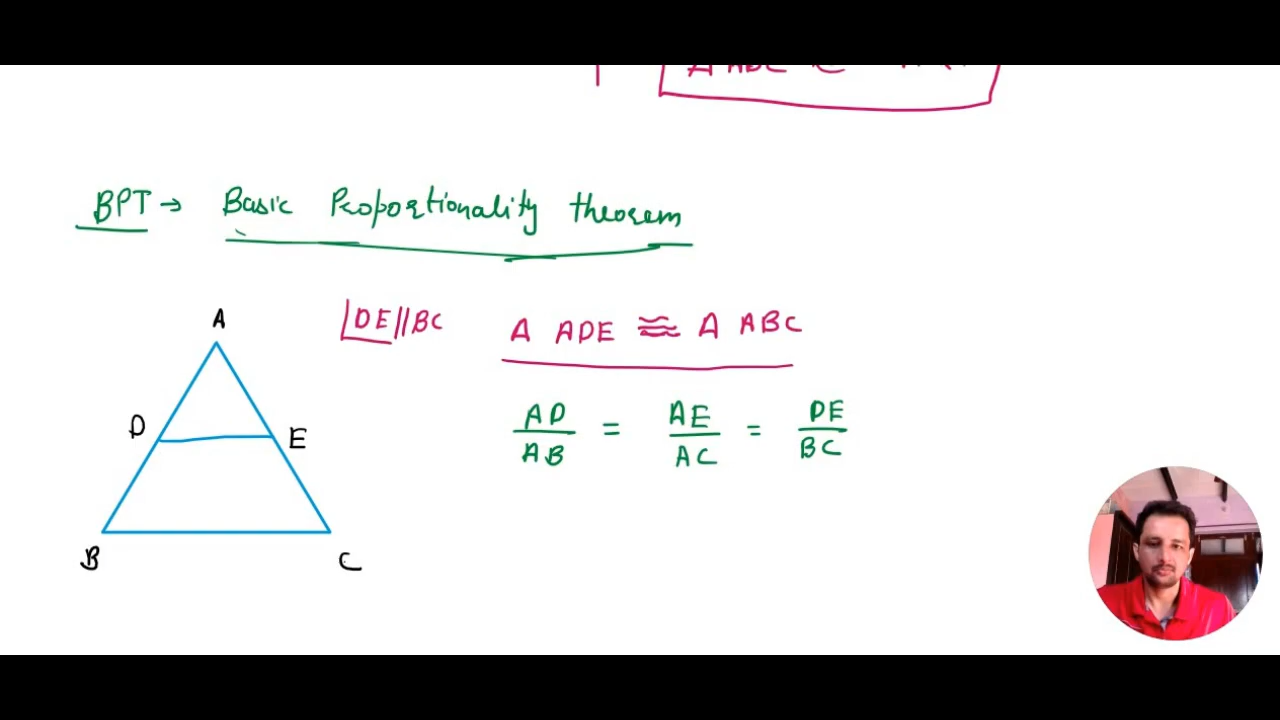 BPT → Basic Proportionality theorem
A
DE||BC
Δ ADE ≅ Δ ABC
D
E
AD/AB = AE/AC = DE/BC
B
C